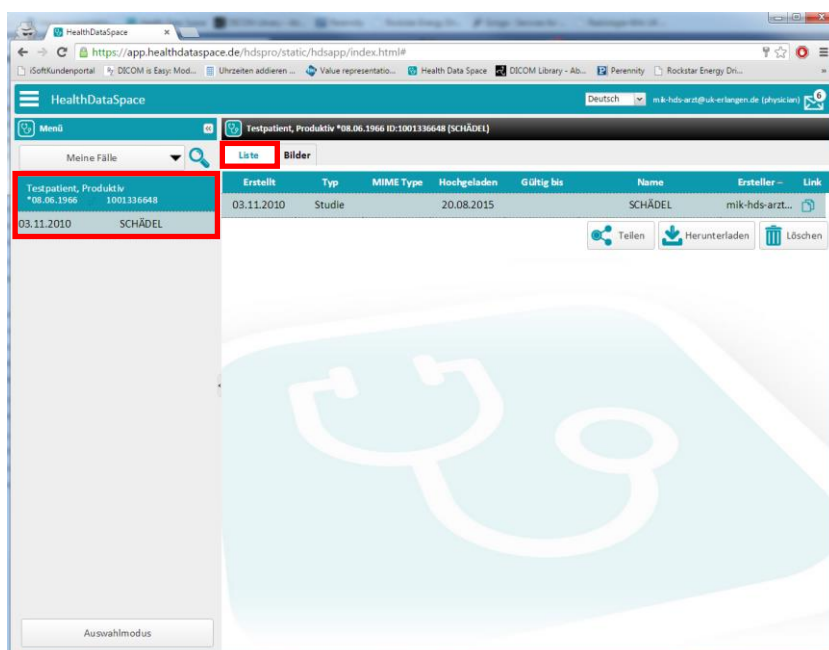 HealthDataSpace
https://app.healthdataspace.de/hdspro/static/hdsapp/index.html#
iSoftKundenportal DICOM is Easy: Mod... Uhrzeiten addieren ... Value representatio... Health Data Space DICOM Library - Ab... Perennity Rockstar Energy Dri... »
HealthDataSpace Deutsch mik-hds-arzt@uk-erlangen.de (physician) 6
Menü Testpatient, Produktiv *08.06.1966 ID:1001336648 (SCHÄDEL)
Meine Fälle Liste Bilder
Erstellt Typ MIME Type Hochgeladen Gültig bis Name Ersteller Link
Testpatient, Produktiv
*08.06.1966 1001336648
03.11.2010 Studie 20.08.2015 SCHÄDEL mik-hds-arzt...
03.11.2010 SCHÄDEL
Teilen Herunterladen Löschen
Auswahlmodus